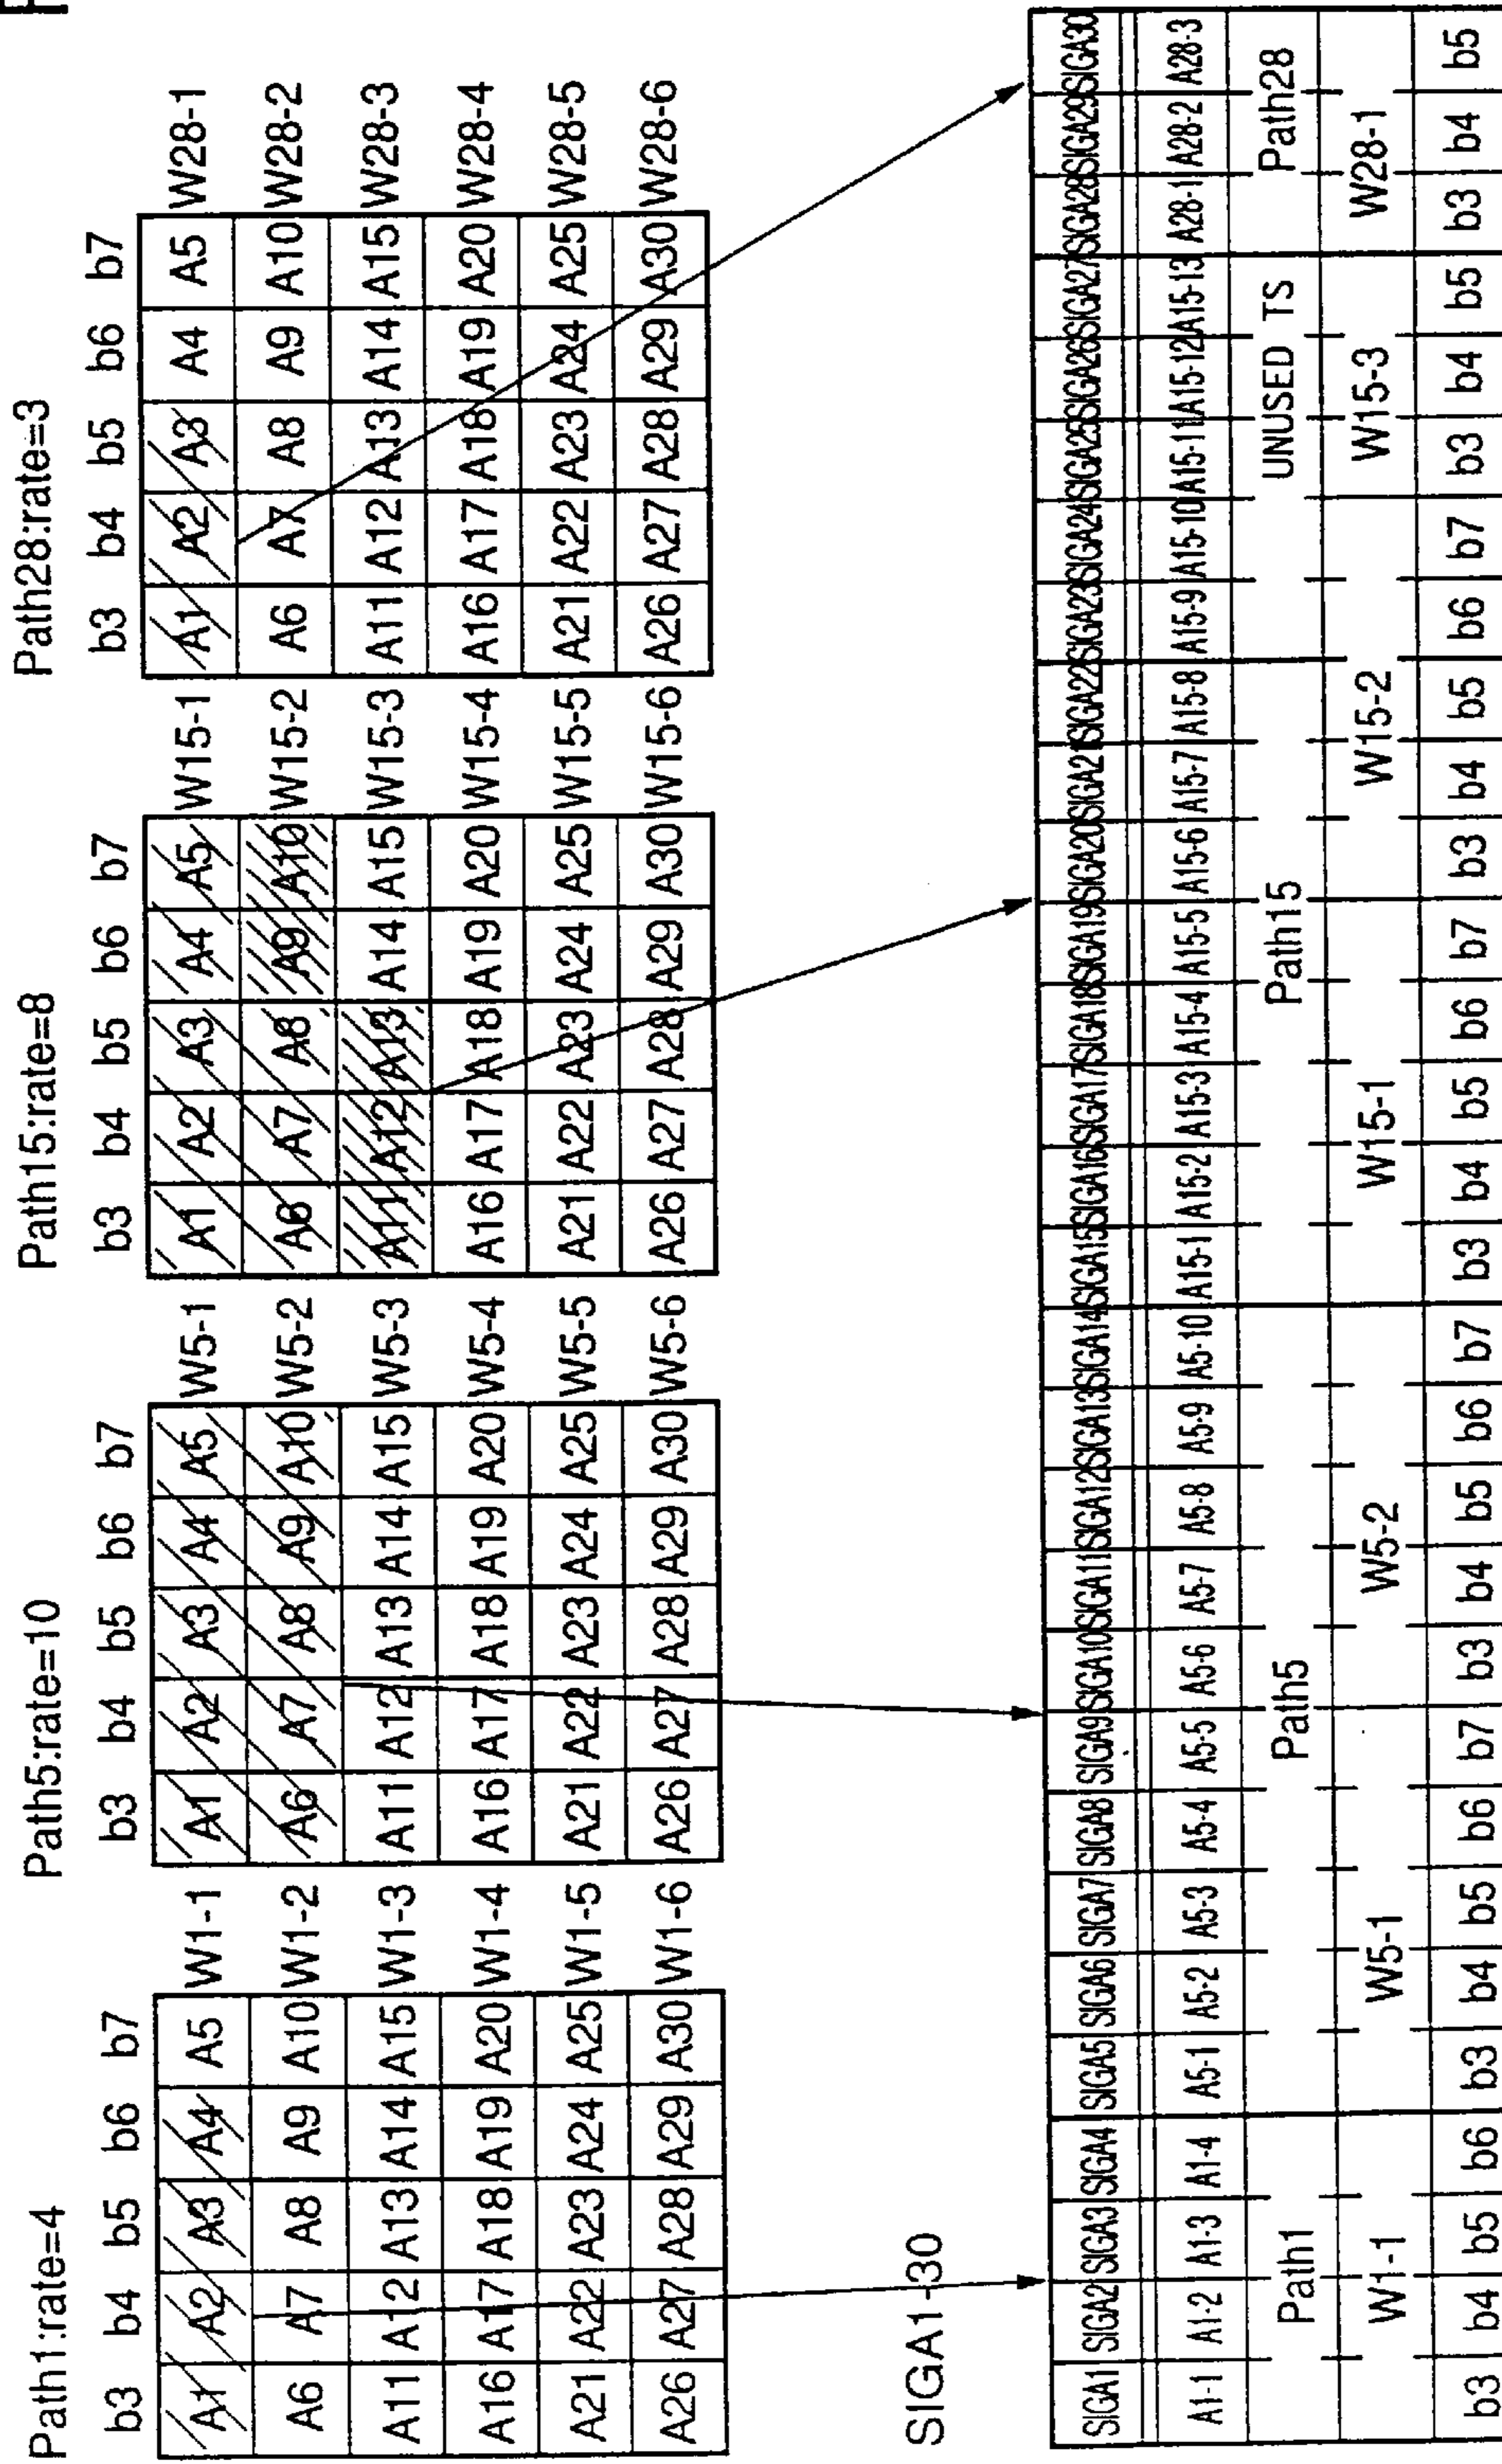 Path1:rate=4
b3 b4 b5 b6 b7
A1 A2 A3 A4 A5 W1-1
A6 A7 A8 A9 A10 W1-2
A11 A12 A13 A14 A15 W1-3
A16 A17 A18 A19 A20 W1-4
A21 A22 A23 A24 A25 W1-5
A26 A27 A28 A29 A30 W1-6
Path5:rate=10
b3 b4 b5 b6 b7
A1 A2 A3 A4 A5 W5-1
A6 A7 A8 A9 A10 W5-2
A11 A12 A13 A14 A15 W5-3
A16 A17 A18 A19 A20 W5-4
A21 A22 A23 A24 A25 W5-5
A26 A27 A28 A29 A30 W5-6
Path15:rate=8
b3 b4 b5 b6 b7
A1 A2 A3 A4 A5 W15-1
A6 A7 A8 A9 A10 W15-2
A11 A12 A13 A14 A15 W15-3
A16 A17 A18 A19 A20 W15-4
A21 A22 A23 A24 A25 W15-5
A26 A27 A28 A29 A30 W15-6
Path28:rate=3
b3 b4 b5 b6 b7
A1 A2 A3 A4 A5 W28-1
A6 A7 A8 A9 A10 W28-2
A11 A12 A13 A14 A15 W28-3
A16 A17 A18 A19 A20 W28-4
A21 A22 A23 A24 A25 W28-5
A26 A27 A28 A29 A30 W28-6
SIGA1-30
SIGA1 SIGA2 SIGA3 SIGA4 SIGA5 SIGA6 SIGA7 SIGA8 SIGA9 SIGA10 SIGA11 SIGA12 SIGA13 SIGA14 SIGA15 SIGA16 SIGA17 SIGA18 SIGA19 SIGA20 SIGA21 SIGA22 SIGA23 SIGA24 SIGA25 SIGA26 SIGA27 SIGA28 SIGA29 SIGA30
A1-1 A1-2 A1-3 A1-4 A5-1 A5-2 A5-3 A5-4 A5-5 A5-6 A5-7 A5-8 A5-9 A5-10 A15-1 A15-2 A15-3 A15-4 A15-5 A15-6 A15-7 A15-8 A15-9 A15-10 A15-11 A15-12 A15-13 A28-1 A28-2 A28-3
Path1 Path5 Path15 UNUSED TS Path28
W1-1 W5-1 W5-2 W15-1 W15-2 W15-3 W28-1
b3 b4 b5 b6 b3 b4 b5 b6 b7 b3 b4 b5 b6 b7 b3 b4 b5 b6 b7 b3 b4 b5 b6 b7 b3 b4 b5 b3 b4 b5